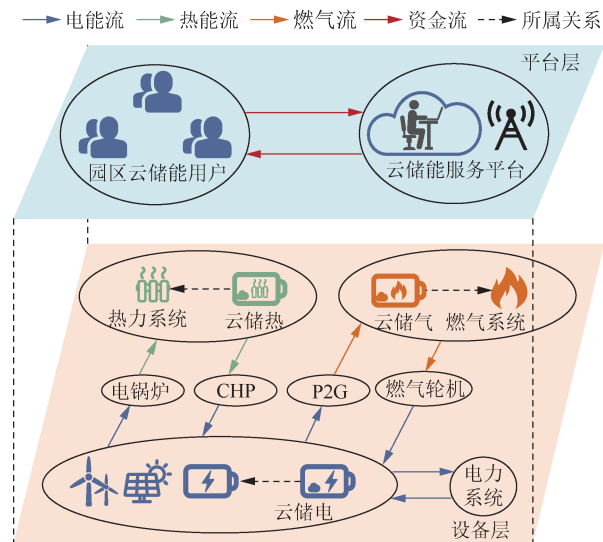 电能流 热能流 燃气流 资金流 所属关系
平台层
园区云储能用户 云储能服务平台
热力系统 云储热 云储气 燃气系统
电锅炉 CHP P2G 燃气轮机
云储电
电力
系统
设备层